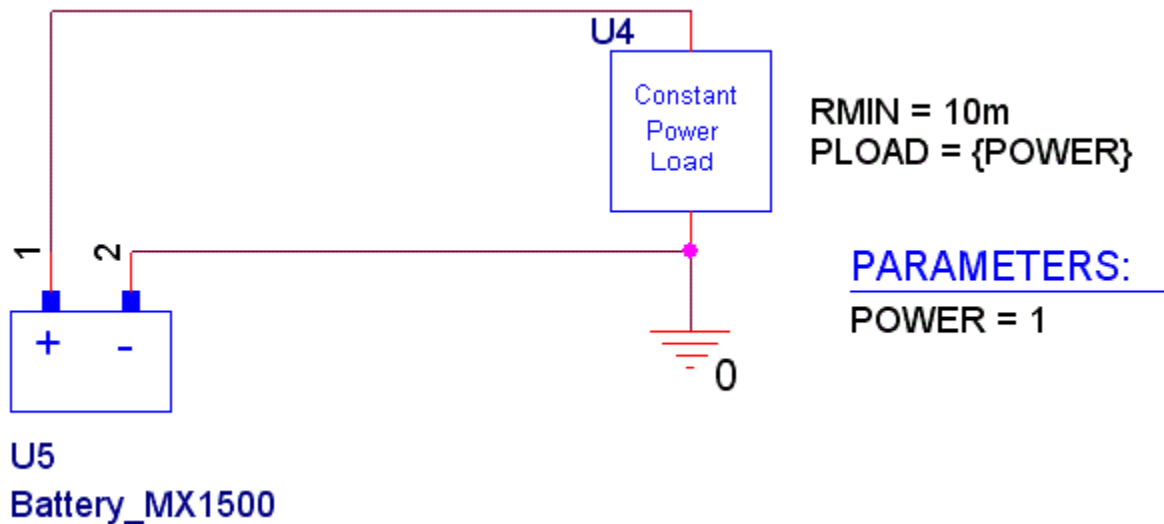 U4
Constant
Power
Load
RMIN = 10m
PLOAD = {POWER}
1
2
PARAMETERS:
POWER = 1
+
-
0
U5
Battery_MX1500